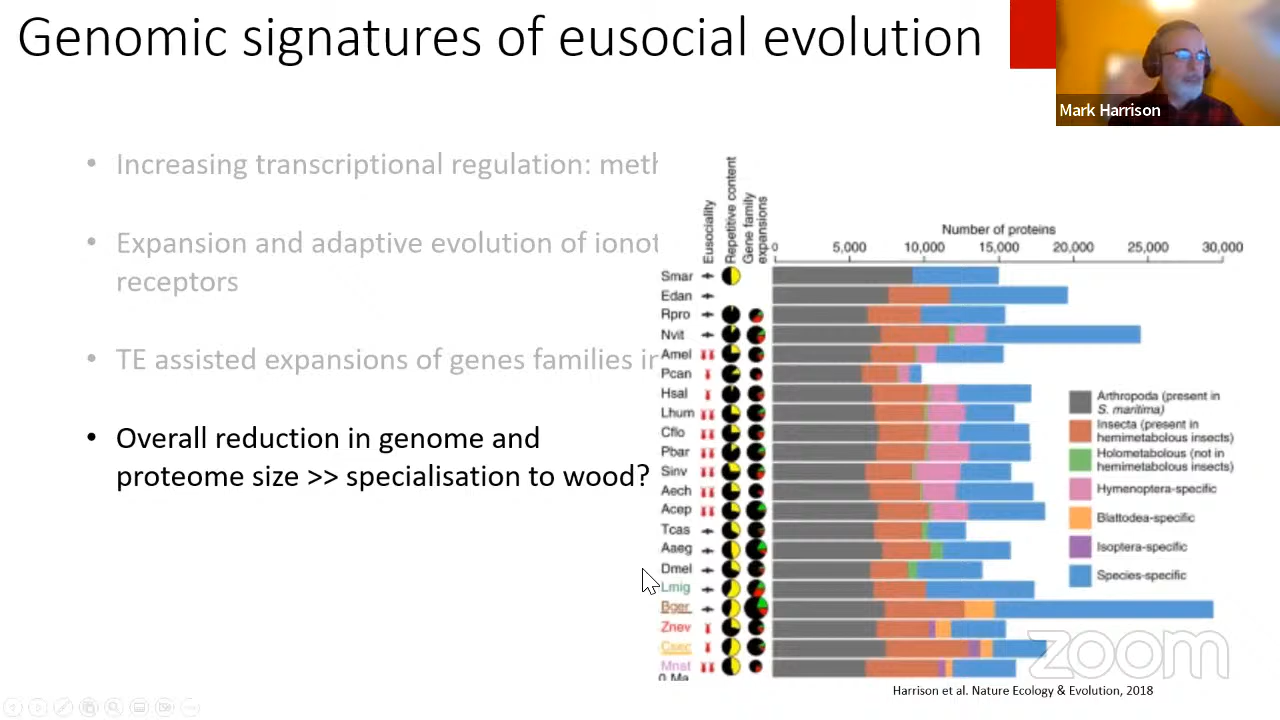 Genomic signatures of eusocial evolution
Mark Harrison
• Increasing transcriptional regulation: meth
• Expansion and adaptive evolution of ionot
receptors
• TE assisted expansions of genes families in
• Overall reduction in genome and
proteome size >> specialisation to wood?
Eusociality
Repetitive content
Gene family
expansions
Number of proteins
0 5,000 10,000 15,000 20,000 25,000 30,000
Smar
Edan
Rpro
Nvit
Amel
Pcan
Hsal
Lhum
Cflo
Pbar
Sinv
Aech
Acep
Tcas
Aaeg
Dmel
Lmig
Bger
Znev
Csec
Mnat
0 Ma
Arthropoda (present in
S. maritima)
Insecta (present in
hemimetabolous insects)
Holometabolous (not in
hemimetabolous insects)
Hymenoptera-specific
Blattodea-specific
Isoptera-specific
Species-specific
zoom
Harrison et al. Nature Ecology & Evolution, 2018